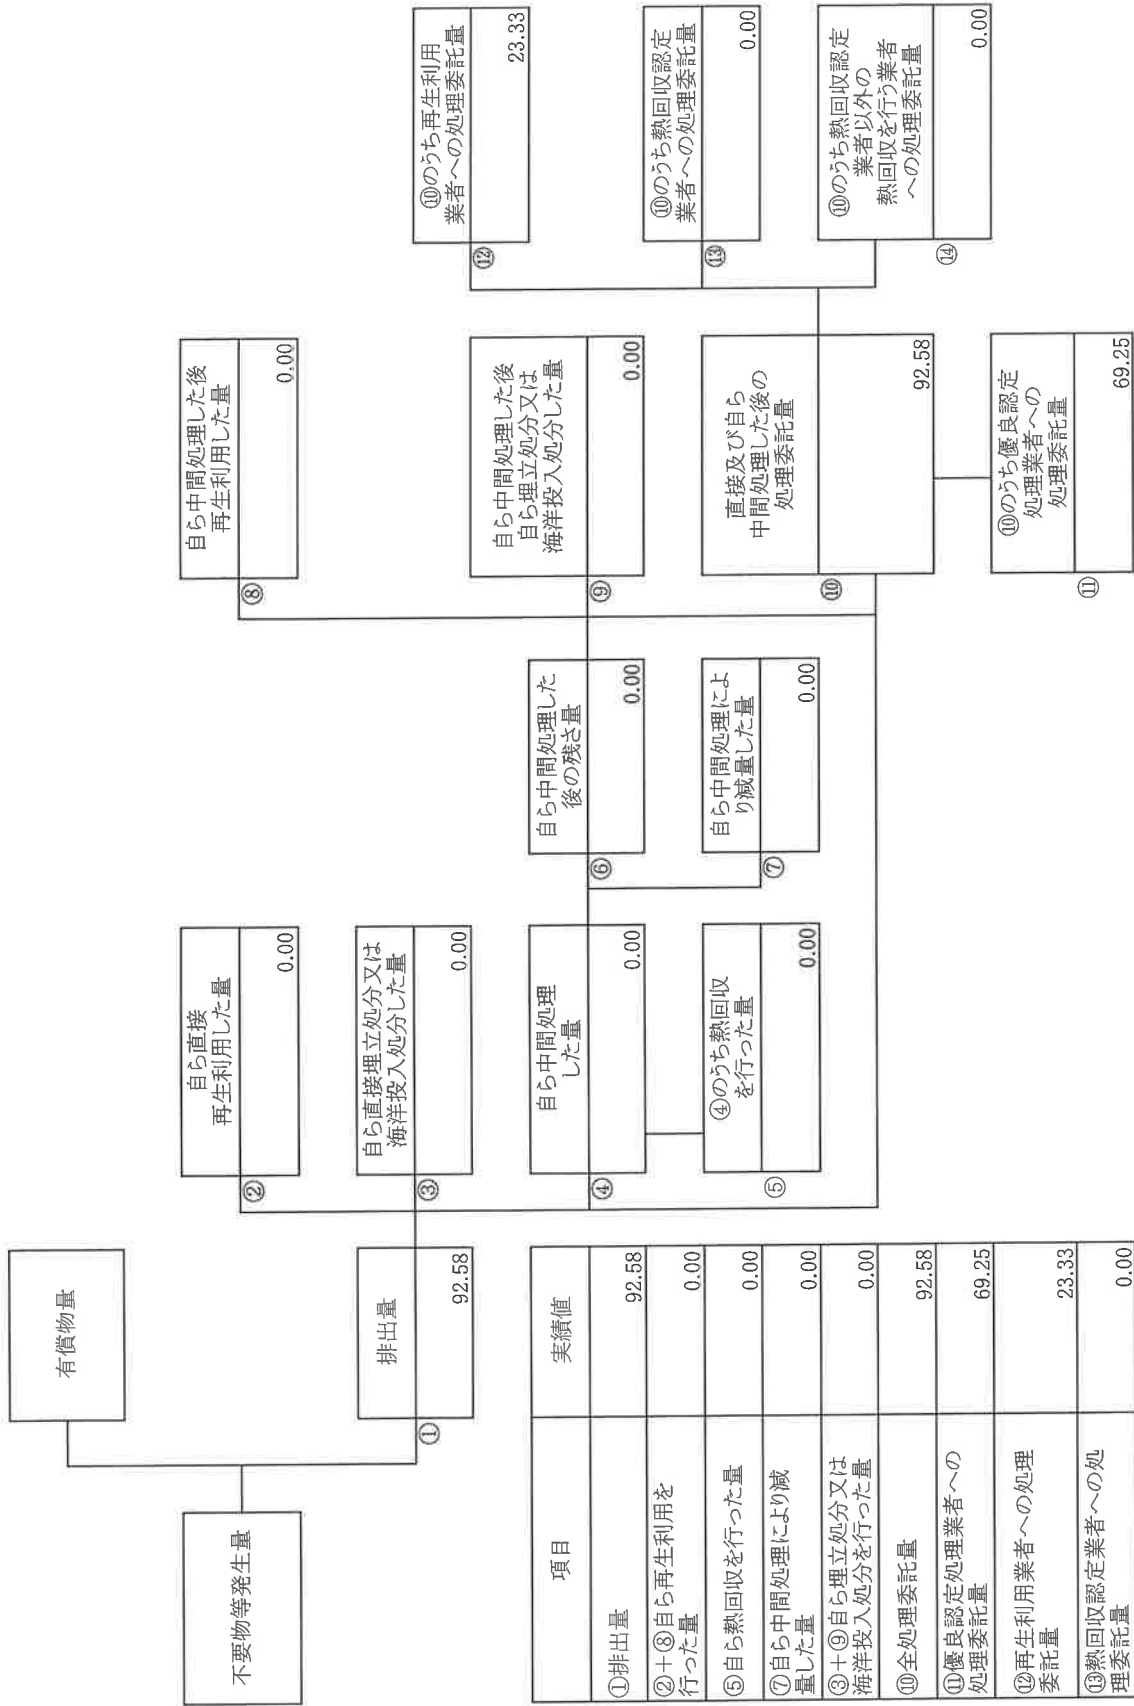 不要物等発生量
有償物量
排出量
①
92.58
自ら直接
再生利用した量
②
0.00
自ら直接埋立処分又は
海洋投入処分した量
③
0.00
自ら中間処理
した量
④
0.00
④のうち熱回収
を行った量
⑤
0.00
自ら中間処理した
後の残さ量
⑥
0.00
自ら中間処理によ
り減量した量
⑦
0.00
自ら中間処理した後
再生利用した量
⑧
0.00
自ら中間処理した後
自ら埋立処分又は
海洋投入処分した量
⑨
0.00
直接及び自ら
中間処理した後の
処理委託量
⑩
92.58
⑩のうち優良認定
処理業者への
処理委託量
⑪
69.25
⑩のうち再生利用
業者への処理委託量
⑫
23.33
⑩のうち熱回収認定
業者への処理委託量
⑬
0.00
⑩のうち熱回収認定
業者以外の
熱回収を行う業者
への処理委託量
⑭
0.00
項目 実績値
①排出量 92.58
②+⑧自ら再生利用を
行った量 0.00
⑤自ら熱回収を行った量 0.00
⑦自ら中間処理により減
量した量 0.00
③+⑨自ら埋立処分又は
海洋投入処分を行った量 0.00
⑩全処理委託量 92.58
⑪優良認定処理業者への
処理委託量 69.25
⑫再生利用業者への処理
委託量 23.33
⑬熱回収認定業者への処
理委託量 0.00